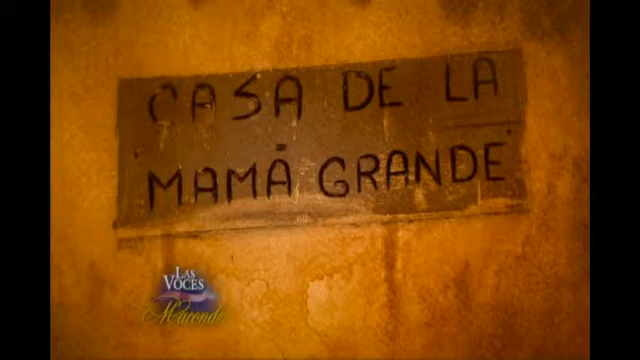 CASA DE LA
MAMÁ GRANDE
LAS
VOCES
Macondo